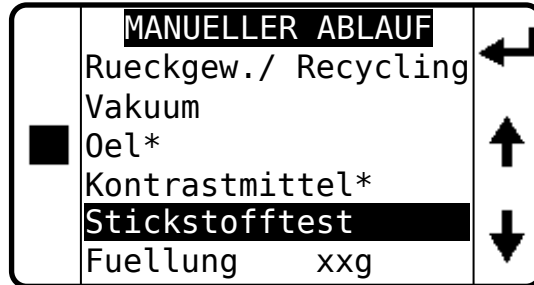 MANUELLER ABLAUF
Rueckgew./ Recycling
Vakuum
Oel*
Kontrastmittel*
Stickstofftest
Fuellung xxg